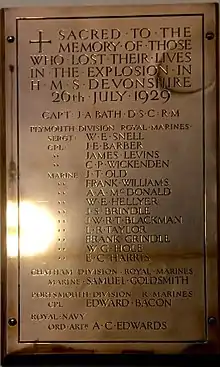 SACRED TO THE
MEMORY OF THOSE
WHO LOST THEIR LIVES
IN THE EXPLOSION IN
H·M·S·DEVONSHIRE
26TH JULY·1929
CAPT· J·A·BATH·D·S·C·R·M
PLYMOUTH DIVISION ROYAL MARINES
SERGT· W·E·SNELL
CPL· J·E·BARBER
" JAMES LEVINS
" C·P·WICKENDEN
MARINE J·T·OLD
" FRANK WILLIAMS
" A·A·McDONALD
" W·E·HELLYER
" J·S·BRINDLE
" J·W·R·T·BLACKMAN
" L·R·TAYLOR
" FRANK GRINDLE
" W·G·HOLE
" E·C·HARRIS
CHATHAM DIVISION·ROYAL·MARINES
MARINE SAMUEL GOLDSMITH
PORTSMOUTH DIVISION·R·MARINES
CPL EDWARD BACON
ROYAL·NAVY
ORD·ARTR A·C·EDWARDS